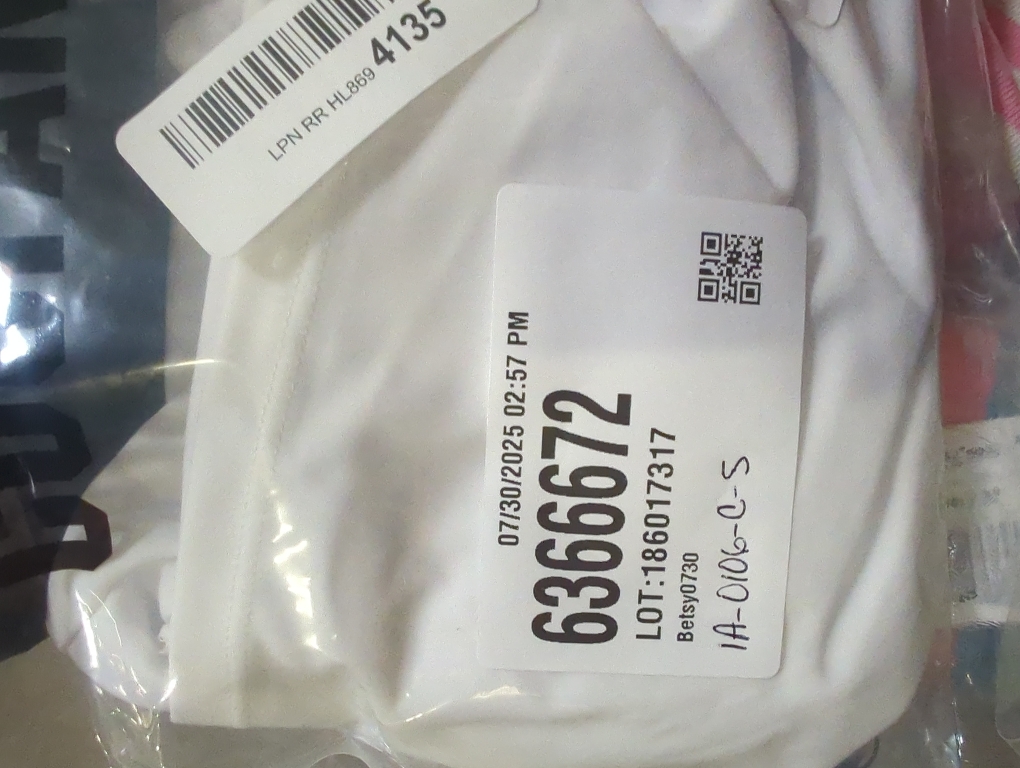 LPN RR HL869 4135
07/30/2025 02:57 PM
6366672
LOT:186017317
Betsy0730
1A-0106-C-S